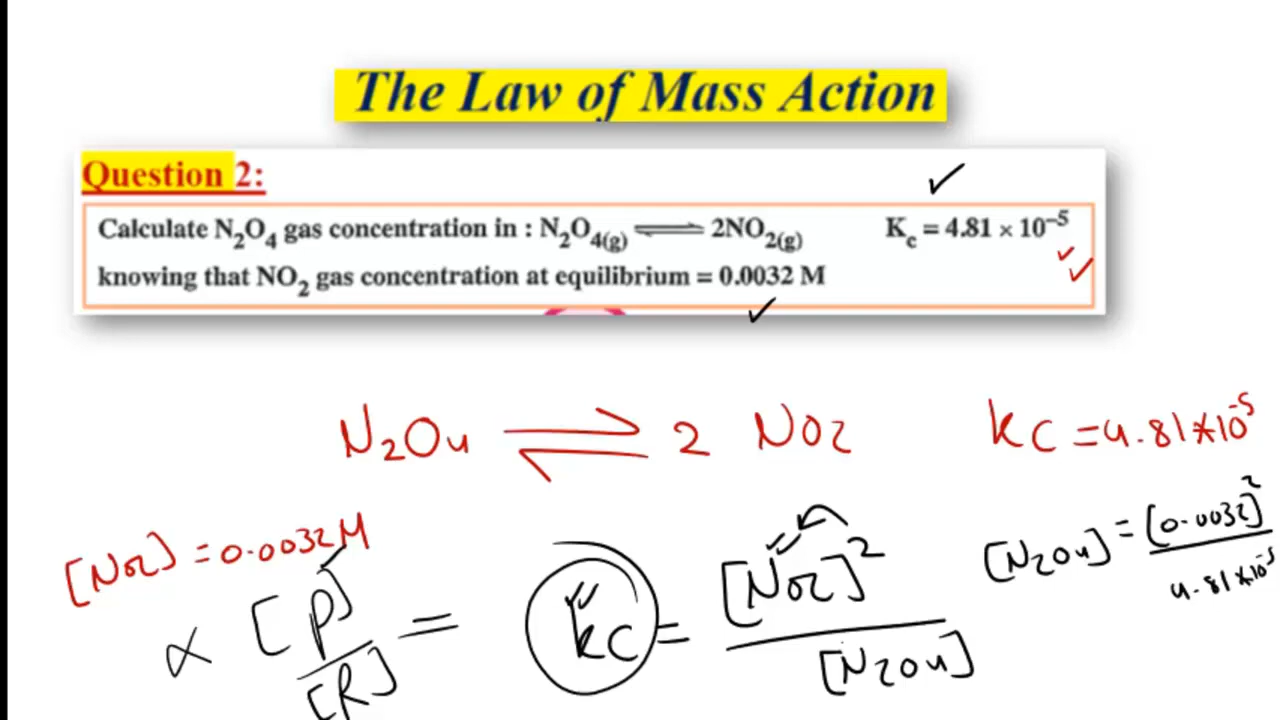 The Law of Mass Action
Question 2:
Calculate N₂O₄ gas concentration in : N₂O₄(g) ⇌ 2NO₂(g) K_c = 4.81 × 10⁻⁵
knowing that NO₂ gas concentration at equilibrium = 0.0032 M
N₂O₄ ⇌ 2 NO₂ kc = 4.81*10⁻⁵
[NO₂] = 0.0032M
[N₂O₄] = [0.0032]² / 4.81*10⁻⁵
∝ [P] / [R] = kc = [NO₂]² / [N₂O₄]